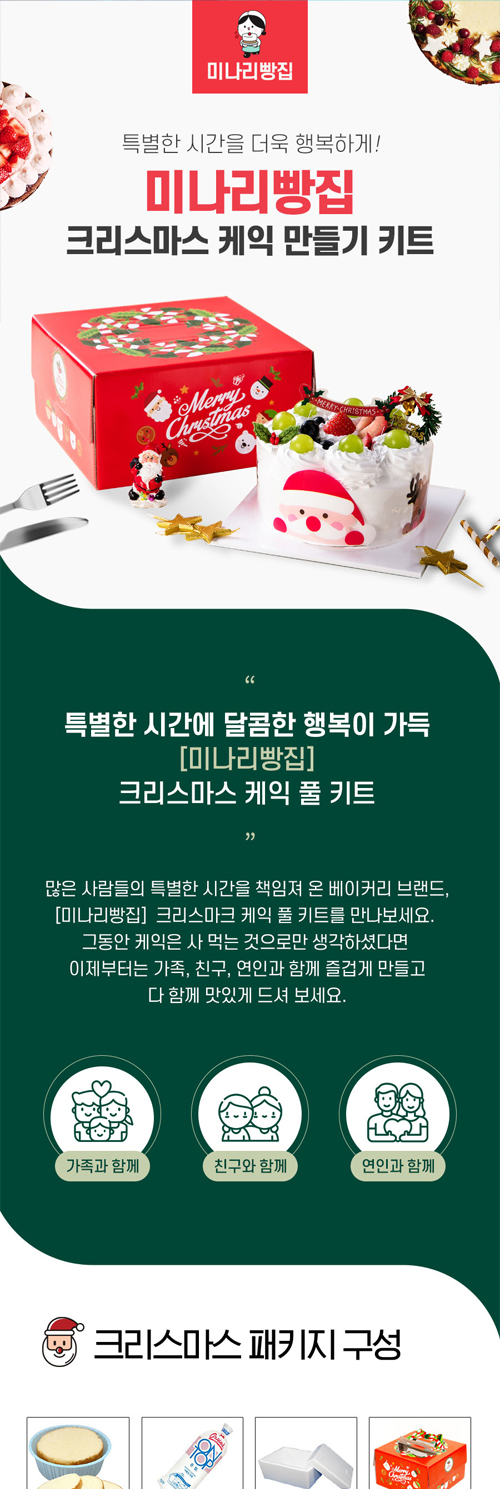 미나리빵집
특별한 시간을 더욱 행복하게!
미나리빵집
크리스마스 케익 만들기 키트
Merry
Christmas
MERRY CHRISTMAS
“
특별한 시간에 달콤한 행복이 가득
[미나리빵집]
크리스마스 케익 풀 키트
”
많은 사람들의 특별한 시간을 책임져 온 베이커리 브랜드,
[미나리빵집] 크리스마크 케익 풀 키트를 만나보세요.
그동안 케익은 사 먹는 것으로만 생각하셨다면
이제부터는 가족, 친구, 연인과 함께 즐겁게 만들고
다 함께 맛있게 드셔 보세요.
가족과 함께
친구와 함께
연인과 함께
크리스마스 패키지 구성
Merry
Christmas